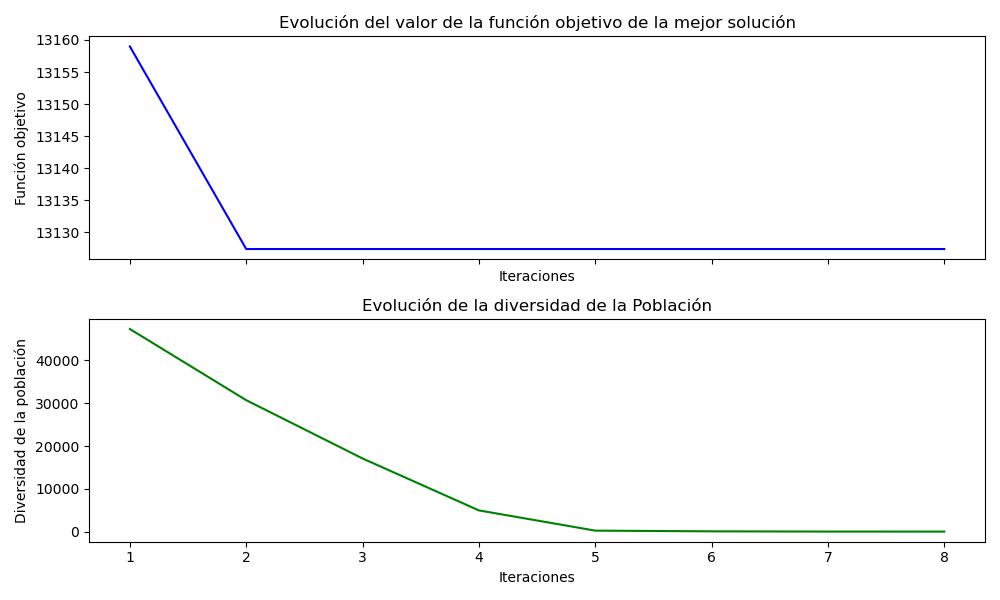 Evolución del valor de la función objetivo de la mejor solución
Función objetivo
13160
13155
13150
13145
13140
13135
13130
Iteraciones
Evolución de la diversidad de la Población
Diversidad de la población
40000
30000
20000
10000
0
1 2 3 4 5 6 7 8
Iteraciones